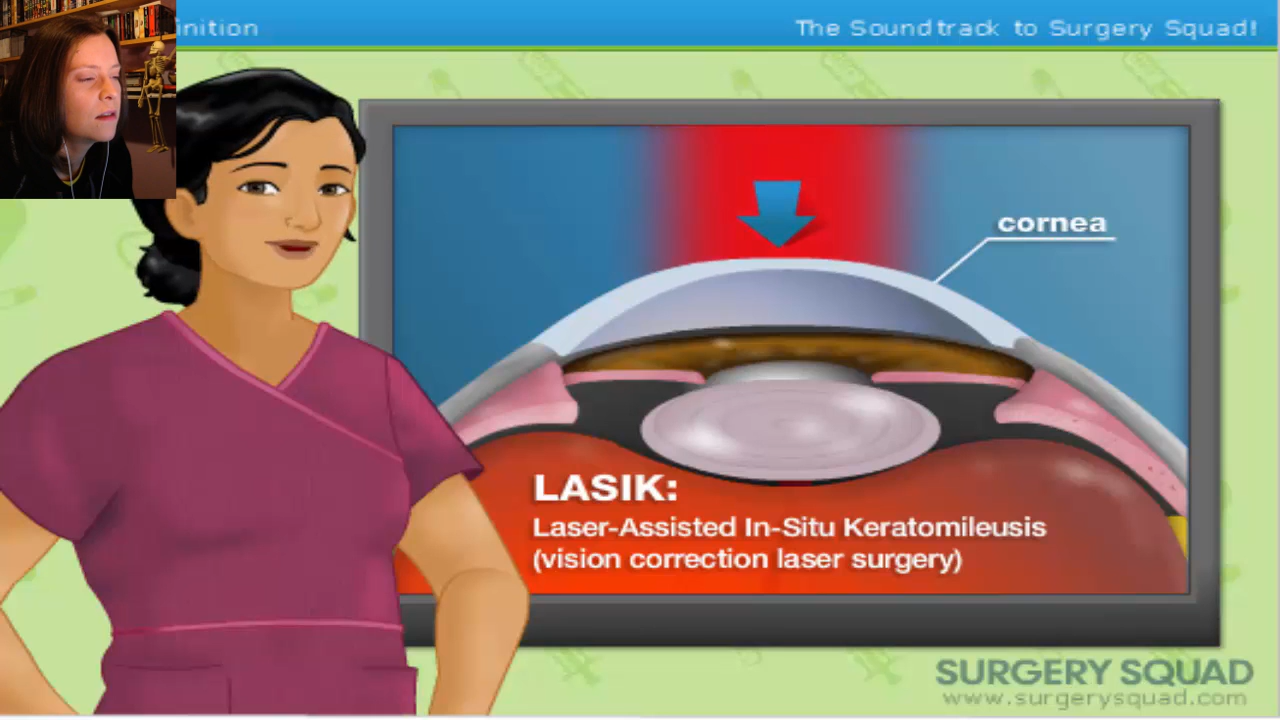 inition
The Soundtrack to Surgery Squad!
cornea
LASIK:
Laser-Assisted In-Situ Keratomileusis
(vision correction laser surgery)
SURGERY SQUAD
www.surgerysquad.com